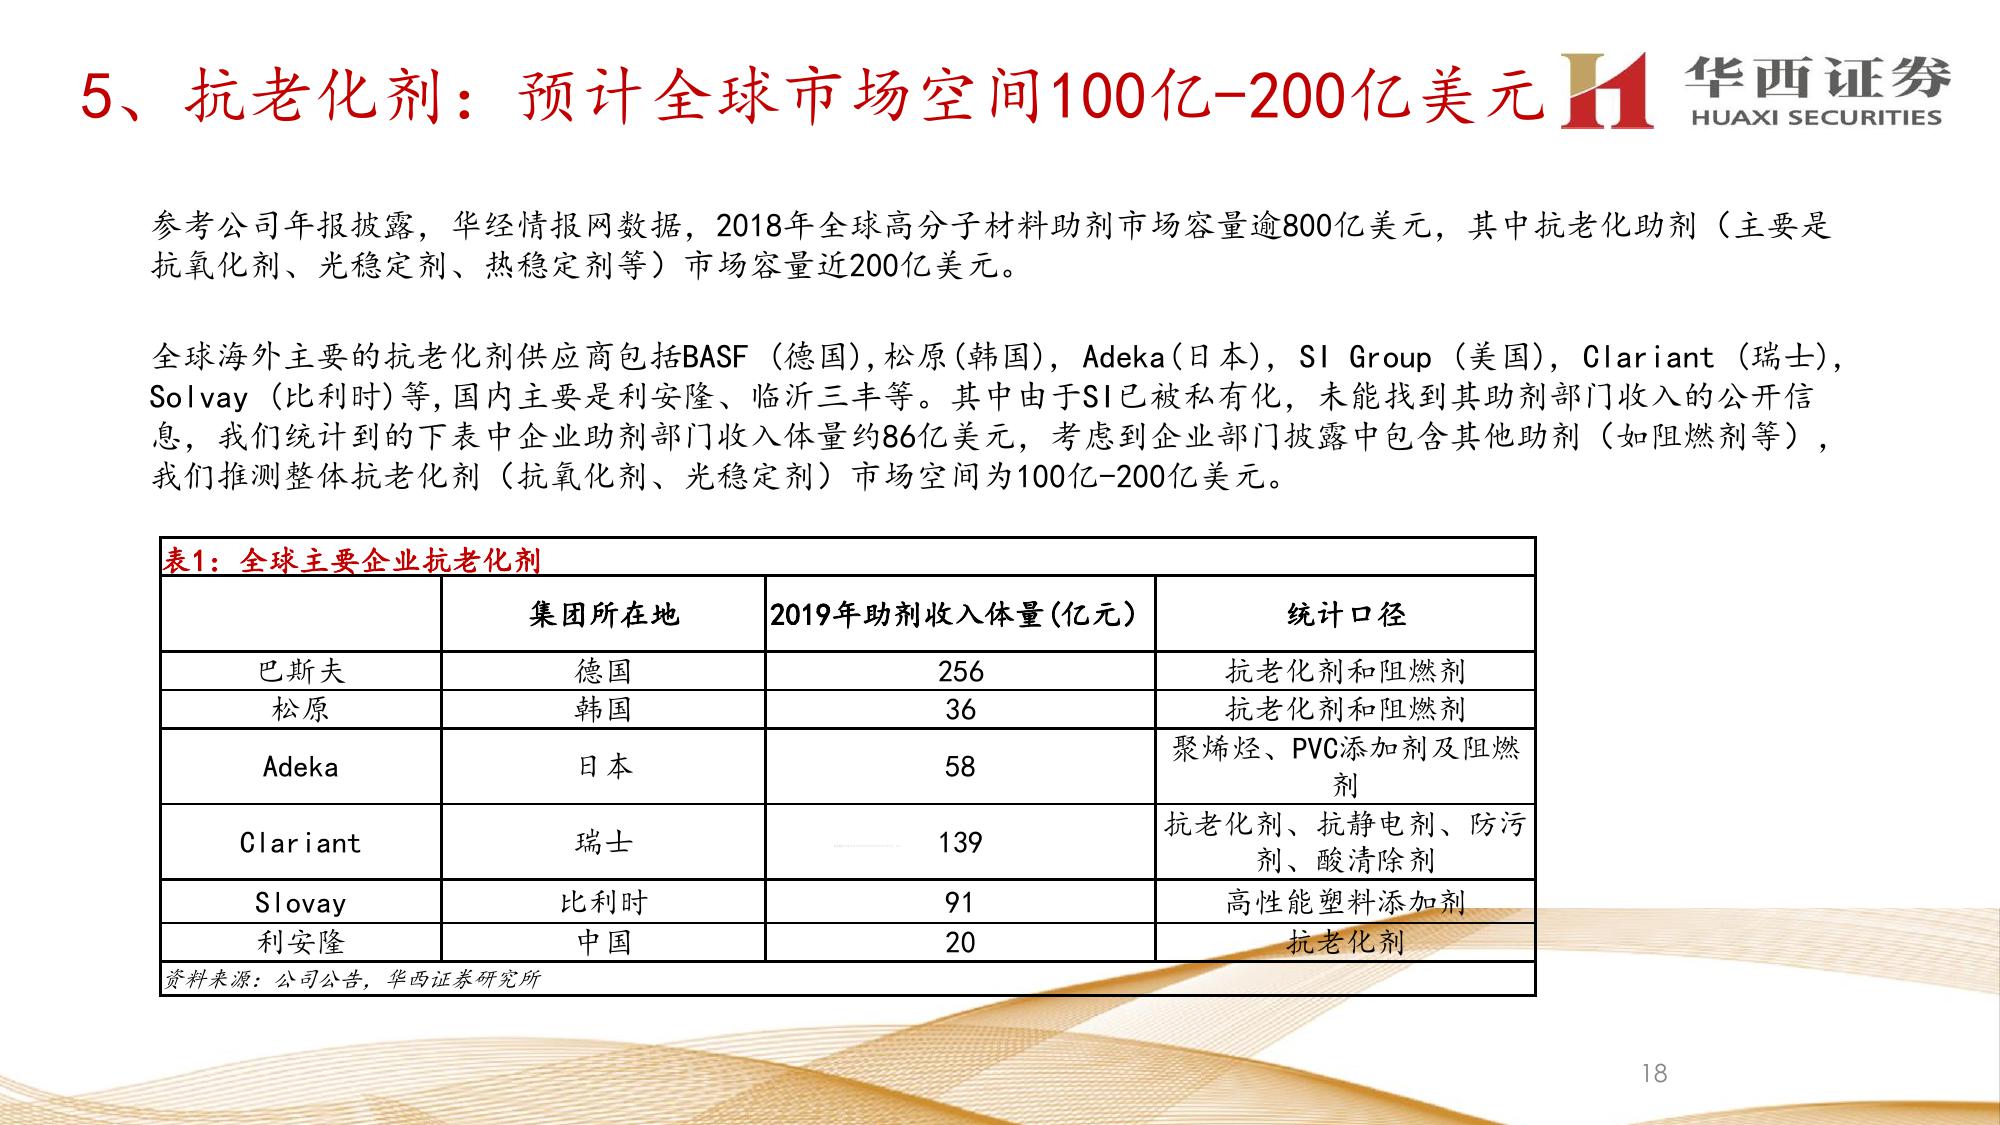 5、抗老化剂：预计全球市场空间100亿-200亿美元
华西证券
HUAXI SECURITIES
参考公司年报披露，华经情报网数据，2018年全球高分子材料助剂市场容量逾800亿美元，其中抗老化助剂（主要是
抗氧化剂、光稳定剂、热稳定剂等）市场容量近200亿美元。
全球海外主要的抗老化剂供应商包括BASF (德国),松原(韩国), Adeka(日本), SI Group (美国), Clariant (瑞士),
Solvay (比利时)等,国内主要是利安隆、临沂三丰等。其中由于SI已被私有化，未能找到其助剂部门收入的公开信
息，我们统计到的下表中企业助剂部门收入体量约86亿美元，考虑到企业部门披露中包含其他助剂（如阻燃剂等），
我们推测整体抗老化剂（抗氧化剂、光稳定剂）市场空间为100亿-200亿美元。
表1：全球主要企业抗老化剂
集团所在地 2019年助剂收入体量(亿元) 统计口径
巴斯夫 德国 256 抗老化剂和阻燃剂
松原 韩国 36 抗老化剂和阻燃剂
Adeka 日本 58 聚烯烃、PVC添加剂及阻燃
剂
Clariant 瑞士 139 抗老化剂、抗静电剂、防污
剂、酸清除剂
Slovay 比利时 91 高性能塑料添加剂
利安隆 中国 20 抗老化剂
资料来源：公司公告，华西证券研究所
18